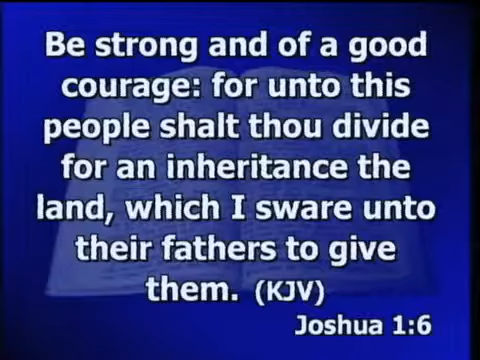 Be strong and of a good
courage: for unto this
people shalt thou divide
for an inheritance the
land, which I sware unto
their fathers to give
them. (KJV)
Joshua 1:6